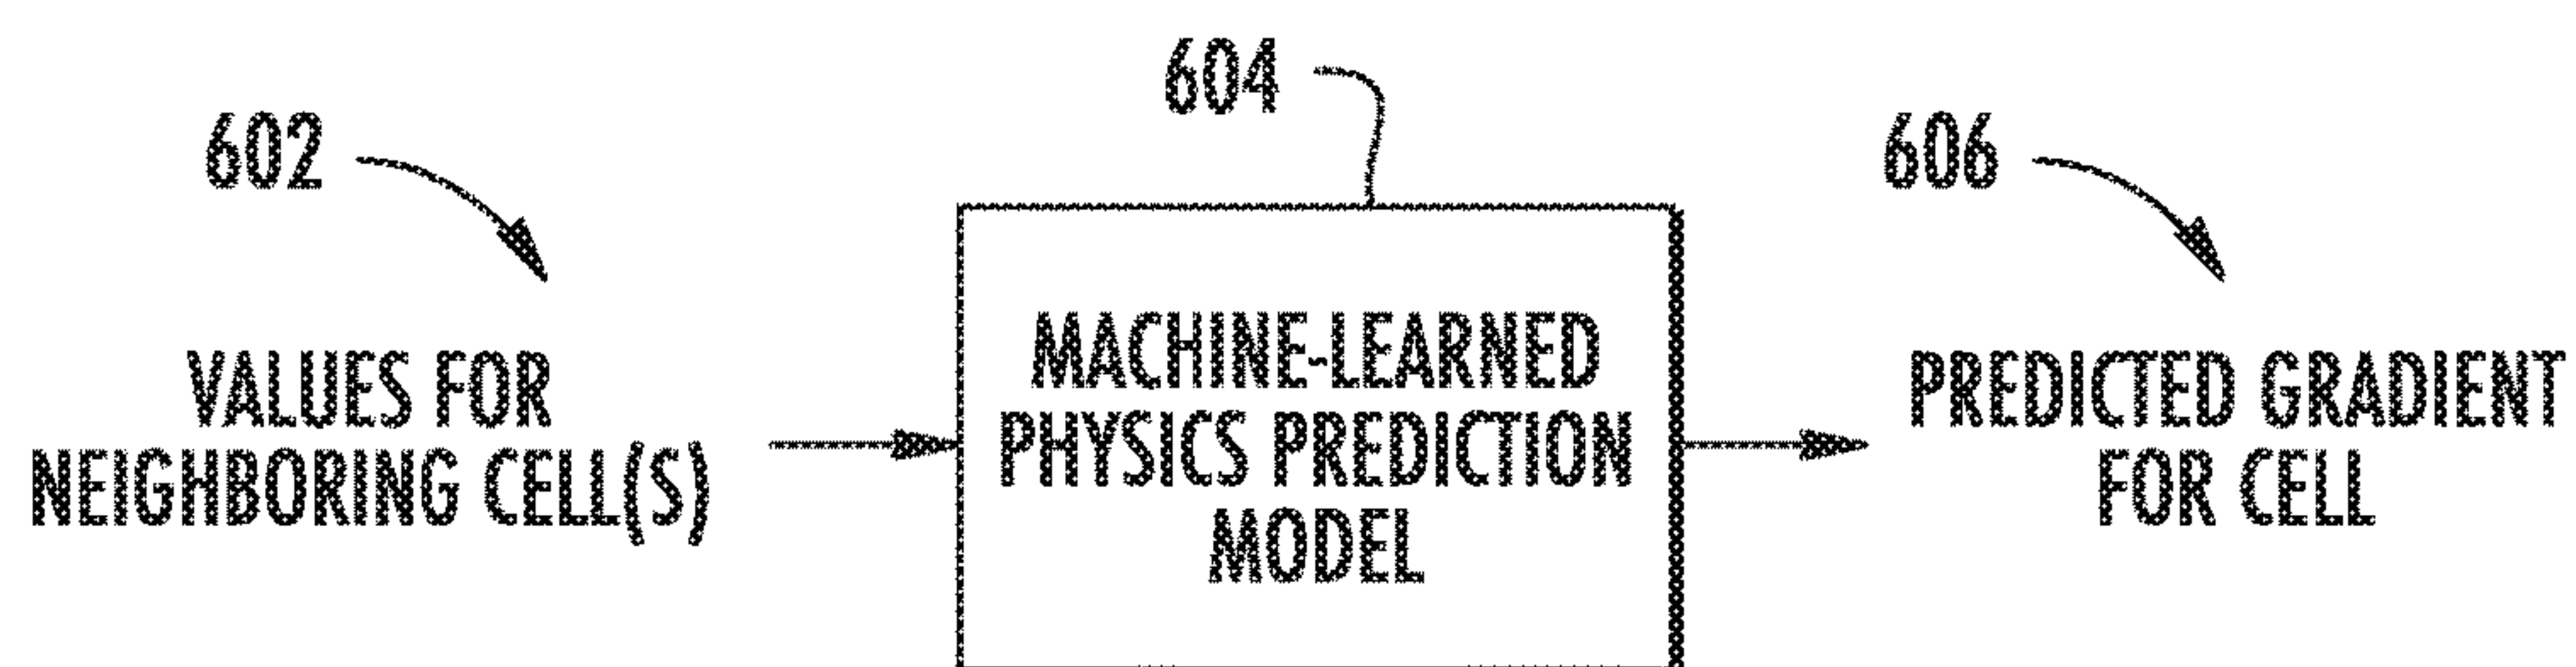 604
602
606
VALUES FOR
NEIGHBORING CELL(S)
MACHINE-LEARNED
PHYSICS PREDICTION
MODEL
PREDICTED GRADIENT
FOR CELL